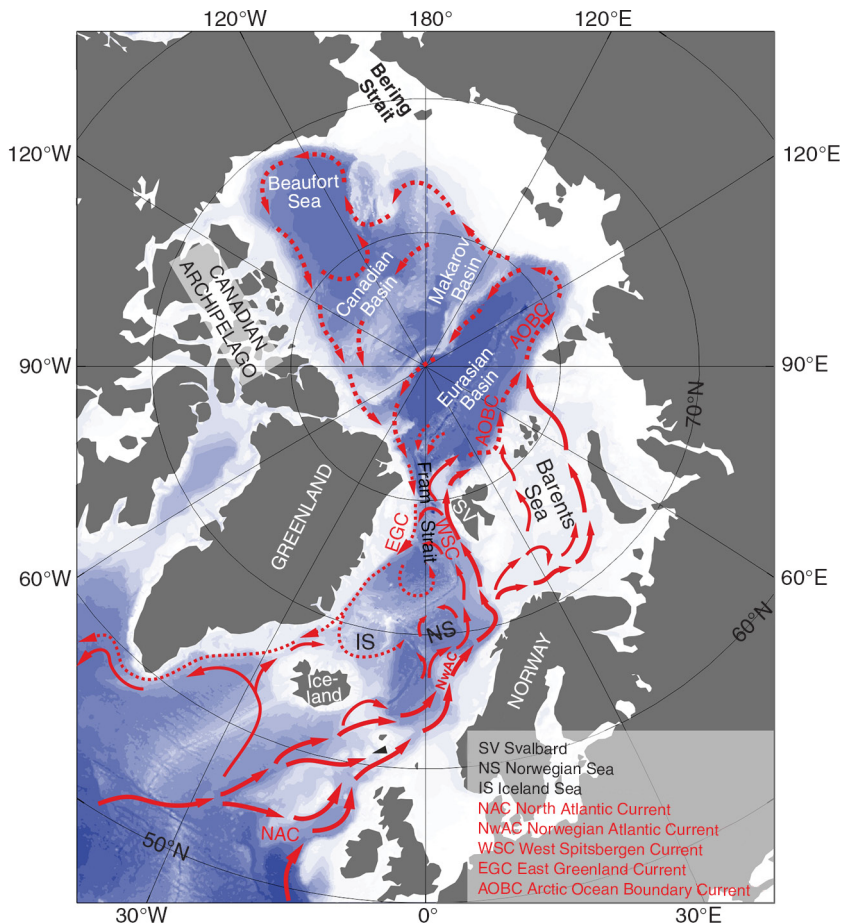 120°W
180°
120°E
Bering
Strait
120°W
120°E
Beaufort
Sea
CANADIAN
ARCHIPELAGO
Canadian
Basin
Makarov
Basin
AOBC
90°W
Eurasian
Basin
90°E
70°N
AOBC
GREENLAND
Fram
Strait
SV
Barents
Sea
EGC
WSC
60°W
60°E
60°N
IS
NS
NwAC
NORWAY
Ice-
land
NAC
50°N
SV Svalbard
NS Norwegian Sea
IS Iceland Sea
NAC North Atlantic Current
NwAC Norwegian Atlantic Current
WSC West Spitsbergen Current
EGC East Greenland Current
AOBC Arctic Ocean Boundary Current
30°W
0°
30°E